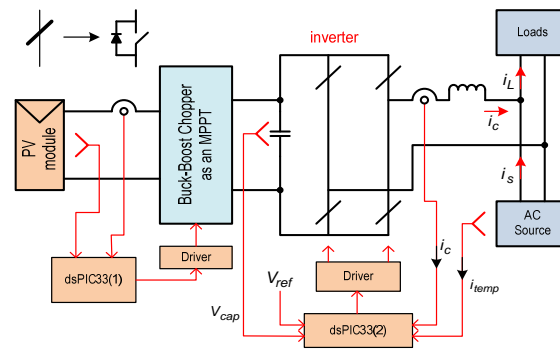 inverter
Loads
i_L
i_c
PV
module
Buck-Boost Chopper
as an MPPT
i_s
AC
Source
dsPIC33(1)
Driver
V_cap
V_ref
Driver
i_c
i_temp
dsPIC33(2)